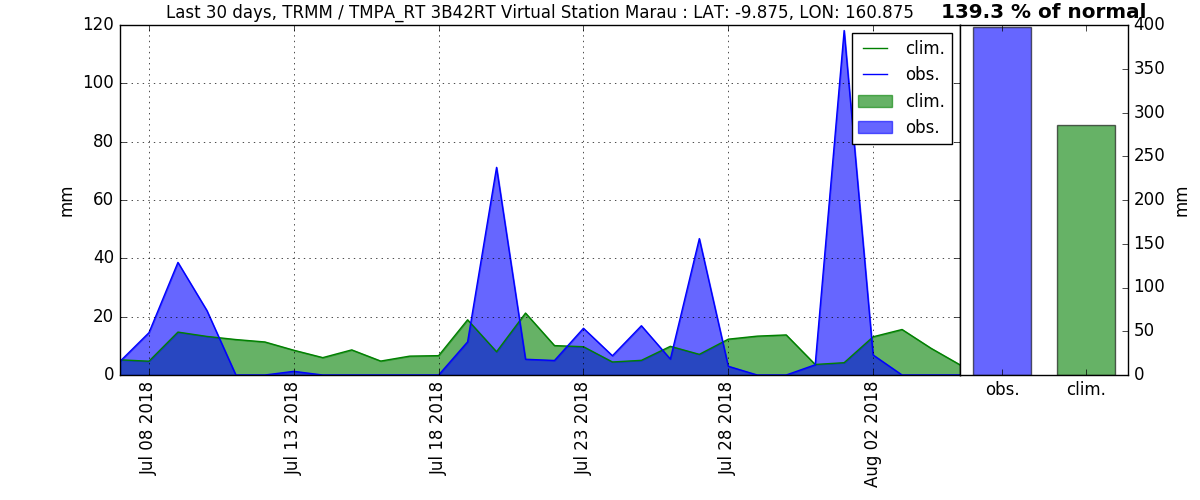 Last 30 days, TRMM / TMPA_RT 3B42RT Virtual Station Marau : LAT: -9.875, LON: 160.875
139.3 % of normal
120
100
80
60
40
20
0
mm
clim.
obs.
clim.
obs.
Jul 08 2018
Jul 13 2018
Jul 18 2018
Jul 23 2018
Jul 28 2018
Aug 02 2018
400
350
300
250
200
150
100
50
0
mm
obs.
clim.